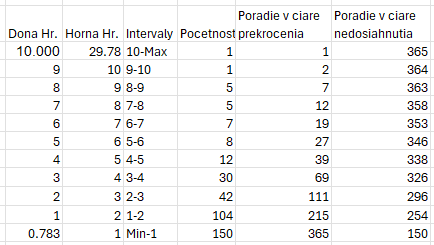 Poradie v ciare Poradie v ciare
Dona Hr. Horna Hr. Intervaly Pocetnost prekrocenia nedosiahnutia
10.000 29.78 10-Max 1 1 365
9 10 9-10 1 2 364
8 9 8-9 5 7 363
7 8 7-8 5 12 358
6 7 6-7 7 19 353
5 6 5-6 8 27 346
4 5 4-5 12 39 338
3 4 3-4 30 69 326
2 3 2-3 42 111 296
1 2 1-2 104 215 254
0.783 1 Min-1 150 365 150